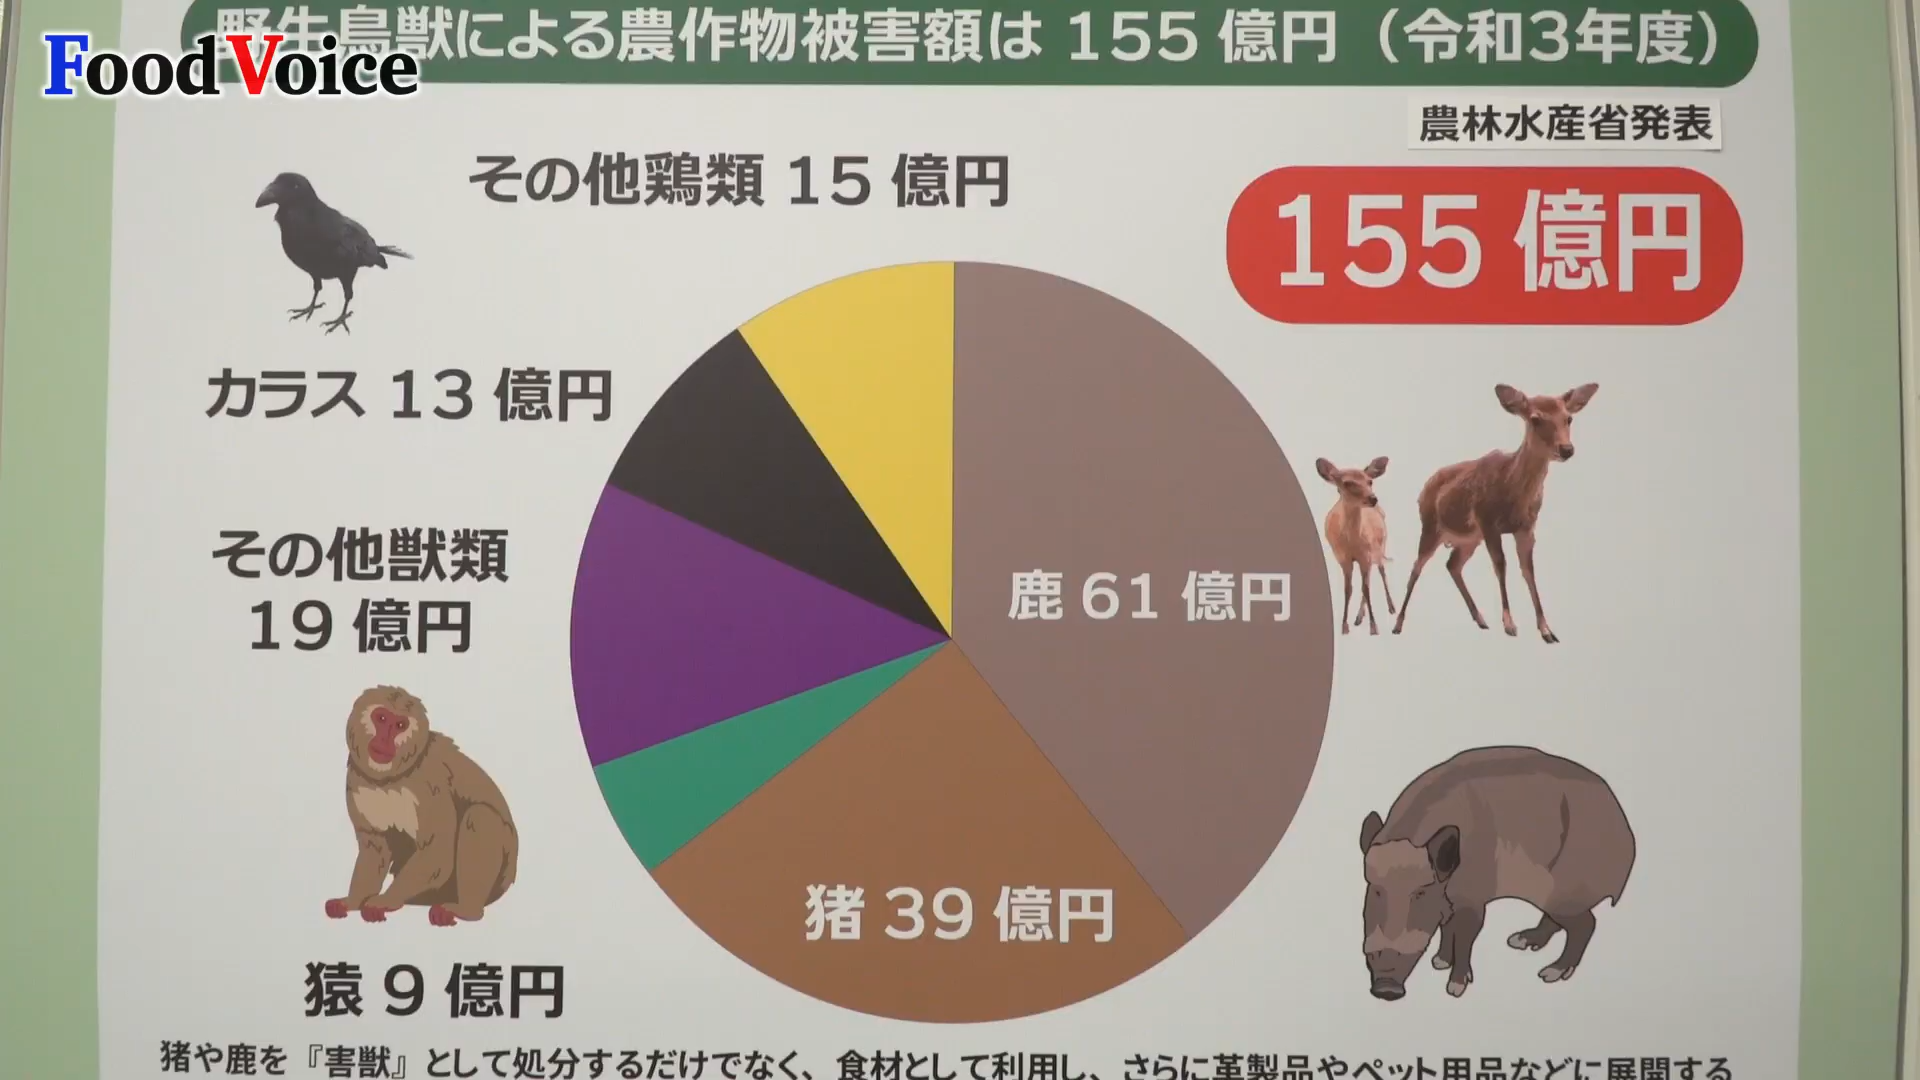 野生鳥獣による農作物被害額は 155 億円（令和3年度）
FoodVoice
農林水産省発表
その他鶏類 15 億円
155 億円
カラス 13 億円
鹿 61 億円
その他獣類
19 億円
猪 39 億円
猿 9 億円
猪や鹿を『害獣』として処分するだけでなく、食材として利用し、さらに革製品やペット用品などに展開する